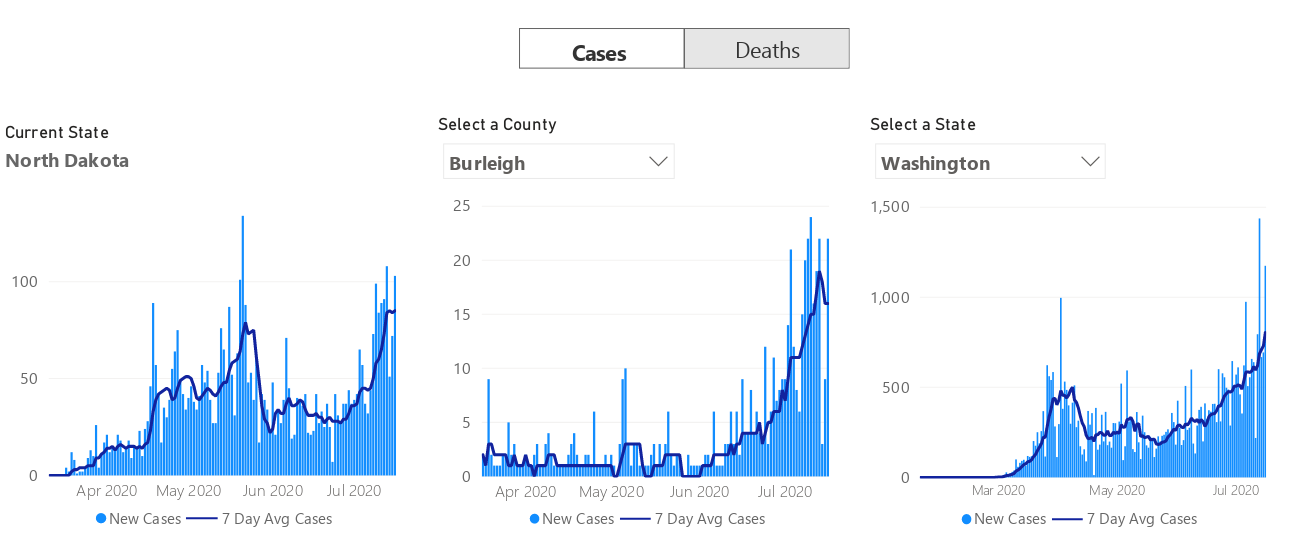 Cases
Deaths
Current State
North Dakota
Select a County
Burleigh
Select a State
Washington
100
50
0
Apr 2020 May 2020 Jun 2020 Jul 2020
New Cases 7 Day Avg Cases
25
20
15
10
5
0
Apr 2020 May 2020 Jun 2020 Jul 2020
New Cases 7 Day Avg Cases
1,500
1,000
500
0
Mar 2020 May 2020 Jul 2020
New Cases 7 Day Avg Cases